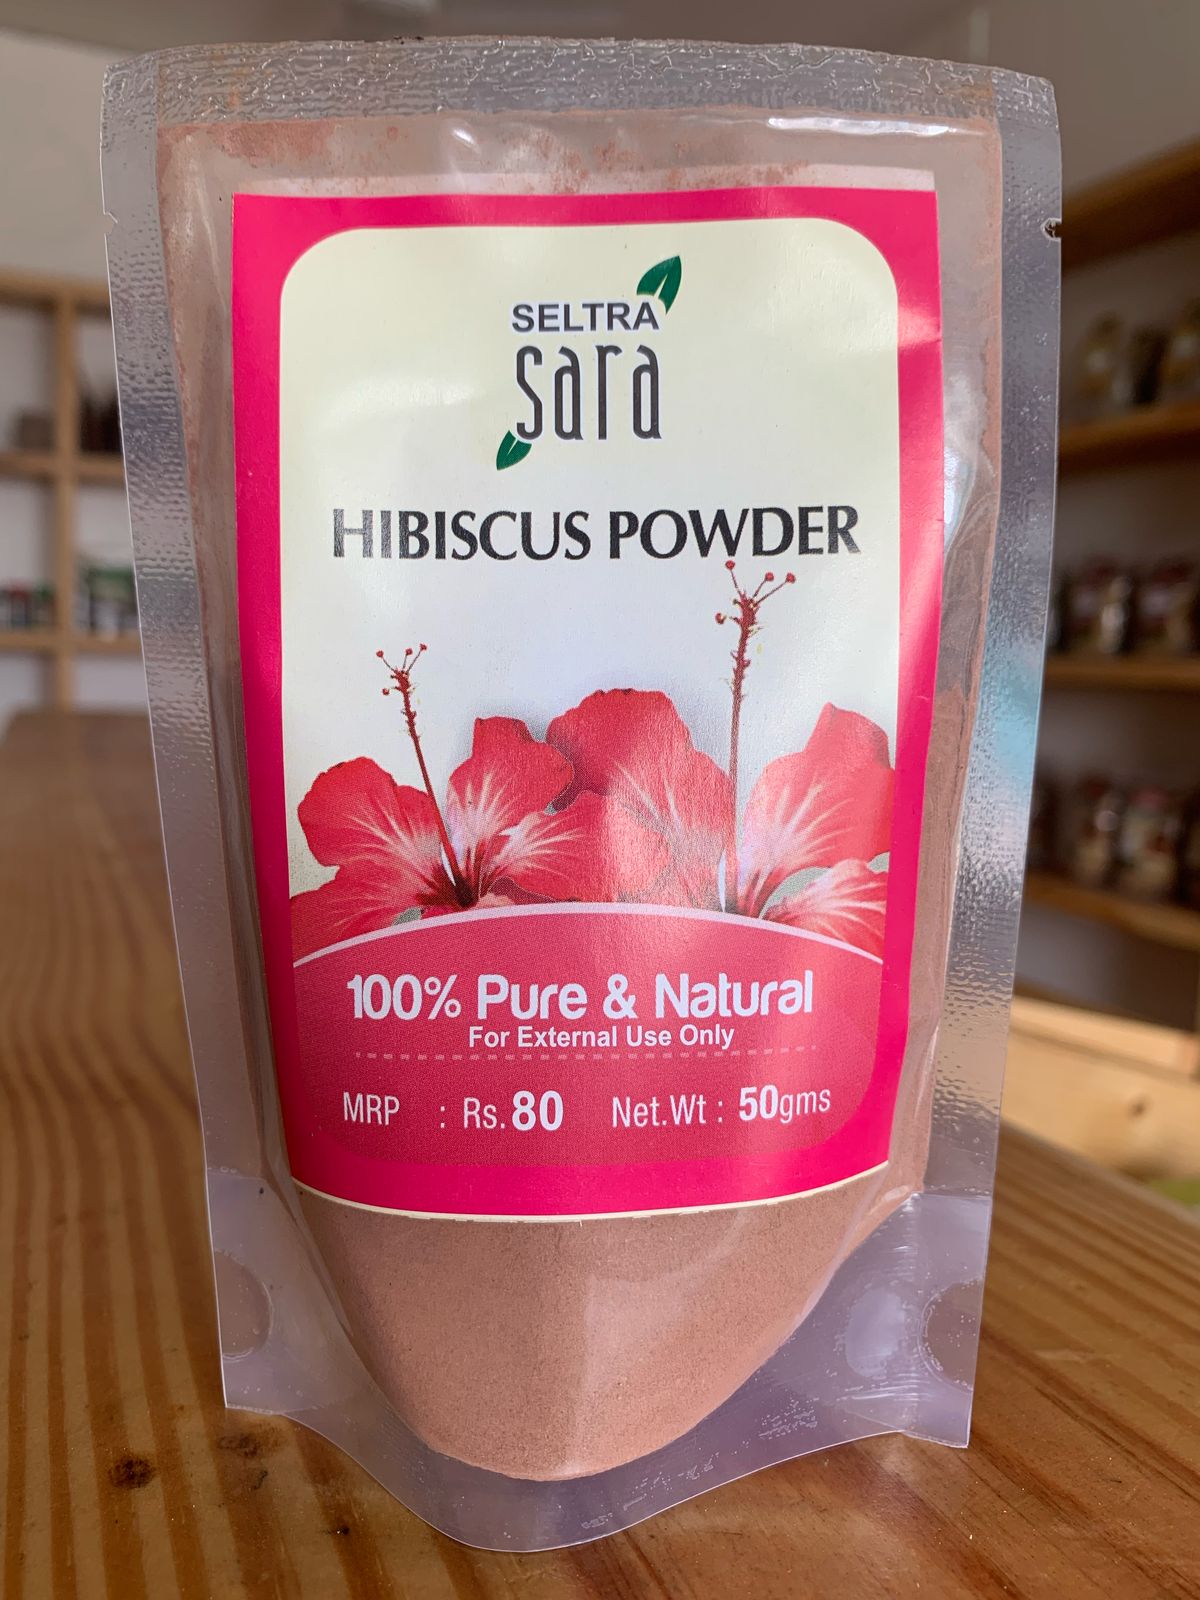 SELTRA
sara
HIBISCUS POWDER
100% Pure & Natural
For External Use Only
MRP : Rs. 80 Net.Wt : 50gms